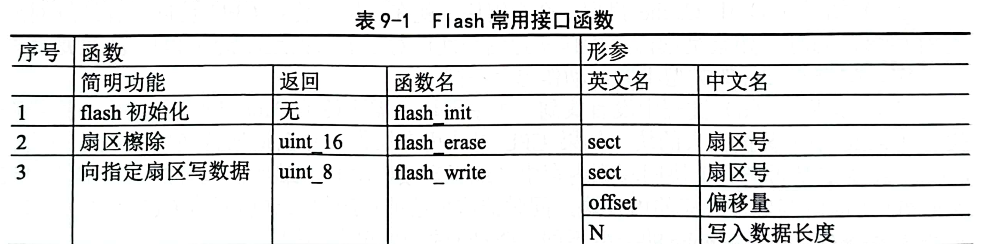 表 9-1 Flash 常用接口函数
序号 函数 形参
简明功能 返回 函数名 英文名 中文名
1 flash 初始化 无 flash_init
2 扇区擦除 uint_16 flash_erase sect 扇区号
3 向指定扇区写数据 uint_8 flash_write sect 扇区号
offset 偏移量
N 写入数据长度